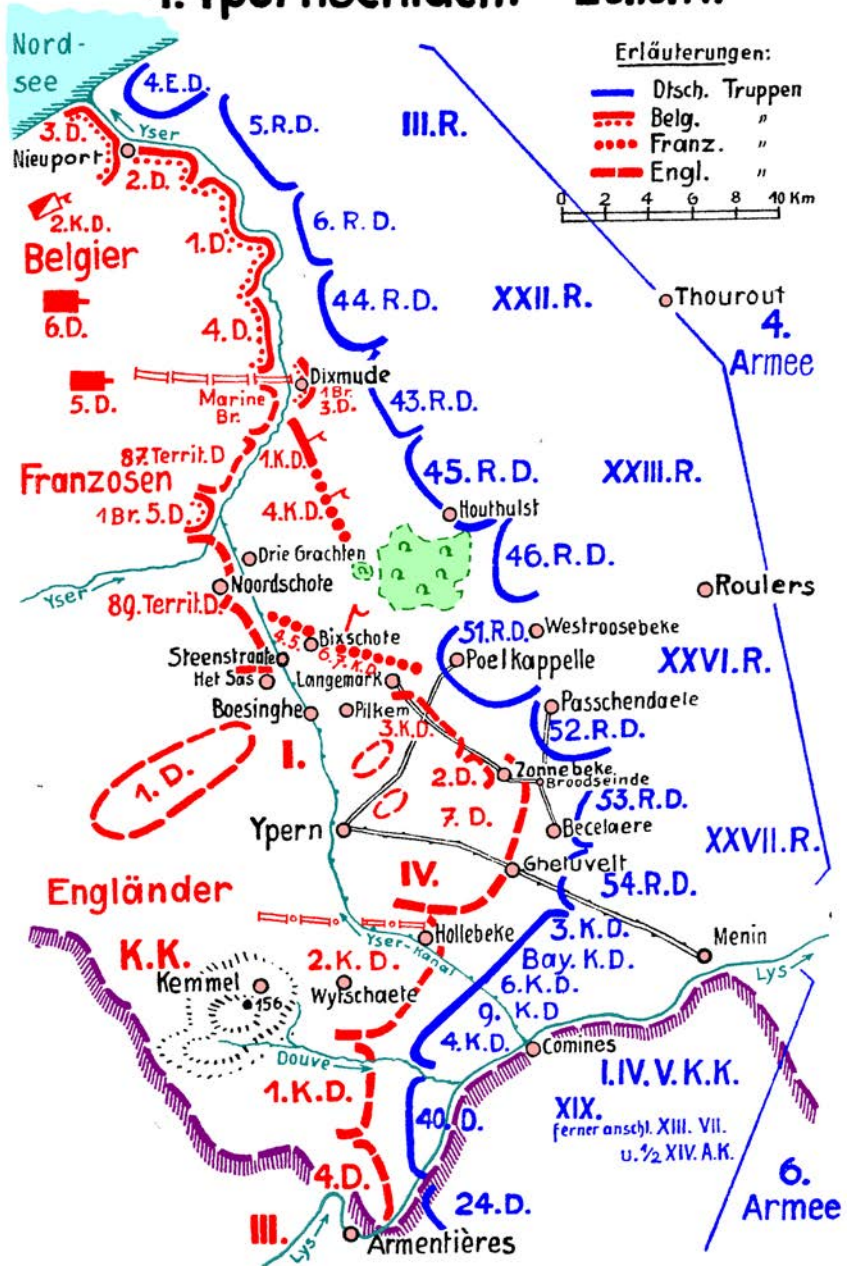 Nord-
see
Erläuterungen:
Dtsch. Truppen
Belg. "
Franz. "
Engl. "
0 2 4 6 8 10 Km
4.E.D.
Yser
5.R.D.
III.R.
3.D.
Nieuport
2.D.
2.K.D.
1.D.
6.R.D.
Belgier
6.D.
4.D.
44.R.D.
XXII.R.
Thourout
4.
Armee
5.D.
Marine
Br.
Dixmude
1Br.
3.D.
43.R.D.
87.Territ.D
1.K.D.
45.R.D.
XXIII.R.
Franzosen
1Br. 5.D.
4.K.D.
Houthulst
Drie Grachten
46.R.D.
Yser
Noordschote
Roulers
89.Territ.D.
4.5.
6.7.K.D.
Bixschote
51.R.D.
Westroosebeke
Steenstraate
Het Sas
Langemark
Poelkappelle
XXVI.R.
Boesinghe
Pilkem
3.K.D.
Passchendaele
52.R.D.
I.
1.D.
2.D.
Zonnebeke
Broodseinde
7.D.
53.R.D.
Ypern
Becelaere
XXVII.R.
Gheluvelt
IV.
54.R.D.
Engländer
Yser-Kanal
Hollebeke
3.K.D.
Menin
K.K.
2.K.D.
Bay.K.D.
Lys
Kemmel
156
Wytschaete
6.K.D.
9.K.D
4.K.D.
Comines
Douve
1.K.D.
I.IV.V.K.K.
40.D.
XIX.
ferner anschl. XIII. VII.
u.½ XIV.A.K.
4.D.
6.
Armee
24.D.
III.
Lys
Armentières